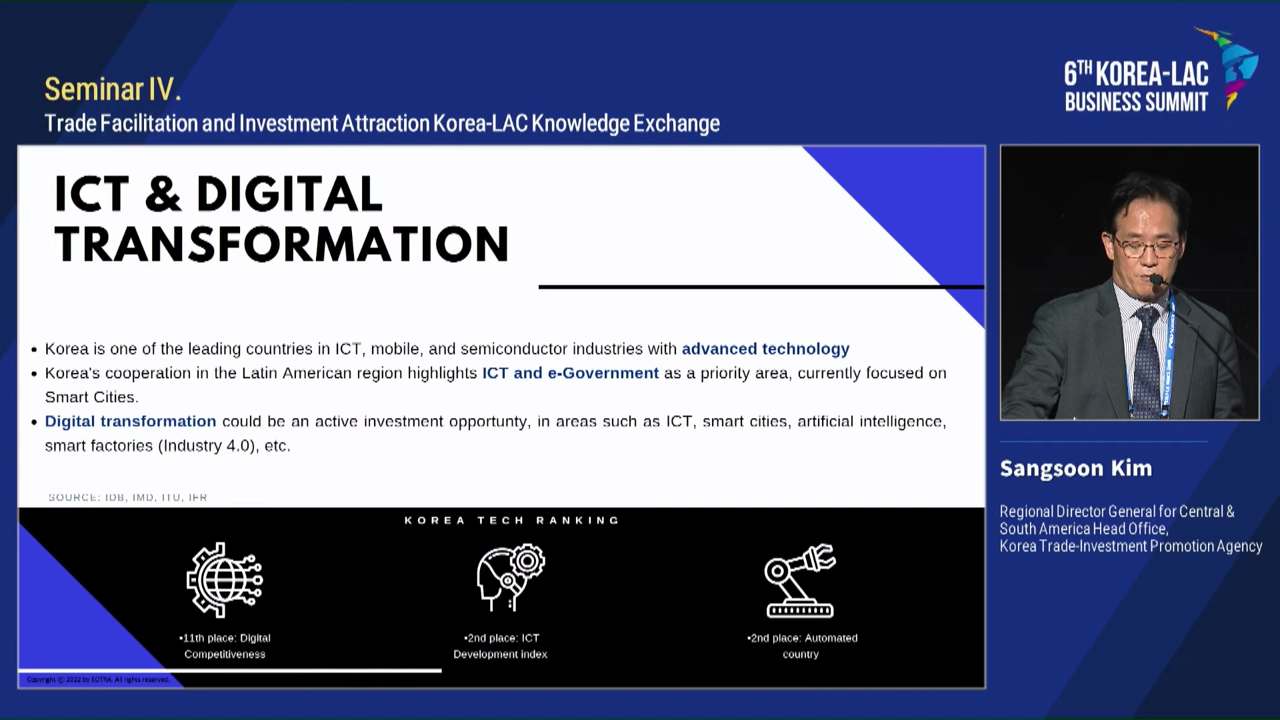 Seminar IV.
Trade Facilitation and Investment Attraction Korea-LAC Knowledge Exchange
6TH KOREA-LAC
BUSINESS SUMMIT
ICT & DIGITAL
TRANSFORMATION
• Korea is one of the leading countries in ICT, mobile, and semiconductor industries with advanced technology
• Korea's cooperation in the Latin American region highlights ICT and e-Government as a priority area, currently focused on
Smart Cities.
• Digital transformation could be an active investment opportunty, in areas such as ICT, smart cities, artificial intelligence,
smart factories (Industry 4.0), etc.
SOURCE: IDB, IMD, ITU, IFR
KOREA TECH RANKING
•11th place: Digital
Competitiveness
•2nd place: ICT
Development index
•2nd place: Automated
country
Copyright ⓒ 2022 by KOTRA. All rights reserved.
Sangsoon Kim
Regional Director General for Central &
South America Head Office,
Korea Trade-Investment Promotion Agency